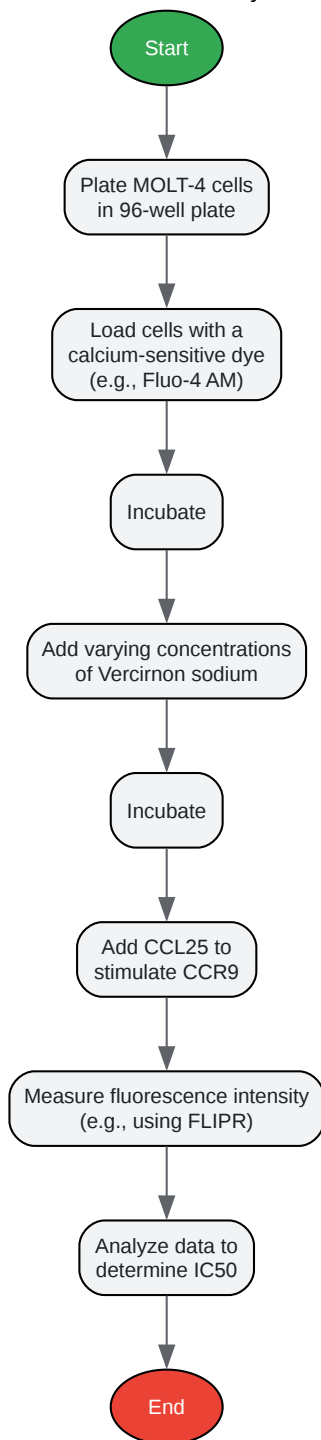 Start
Plate MOLT-4 cells
in 96-well plate
Load cells with a
calcium-sensitive dye
(e.g., Fluo-4 AM)
Incubate
Add varying concentrations
of Vercirnon sodium
Incubate
Add CCL25 to
stimulate CCR9
Measure fluorescence intensity
(e.g., using FLIPR)
Analyze data to
determine IC50
End